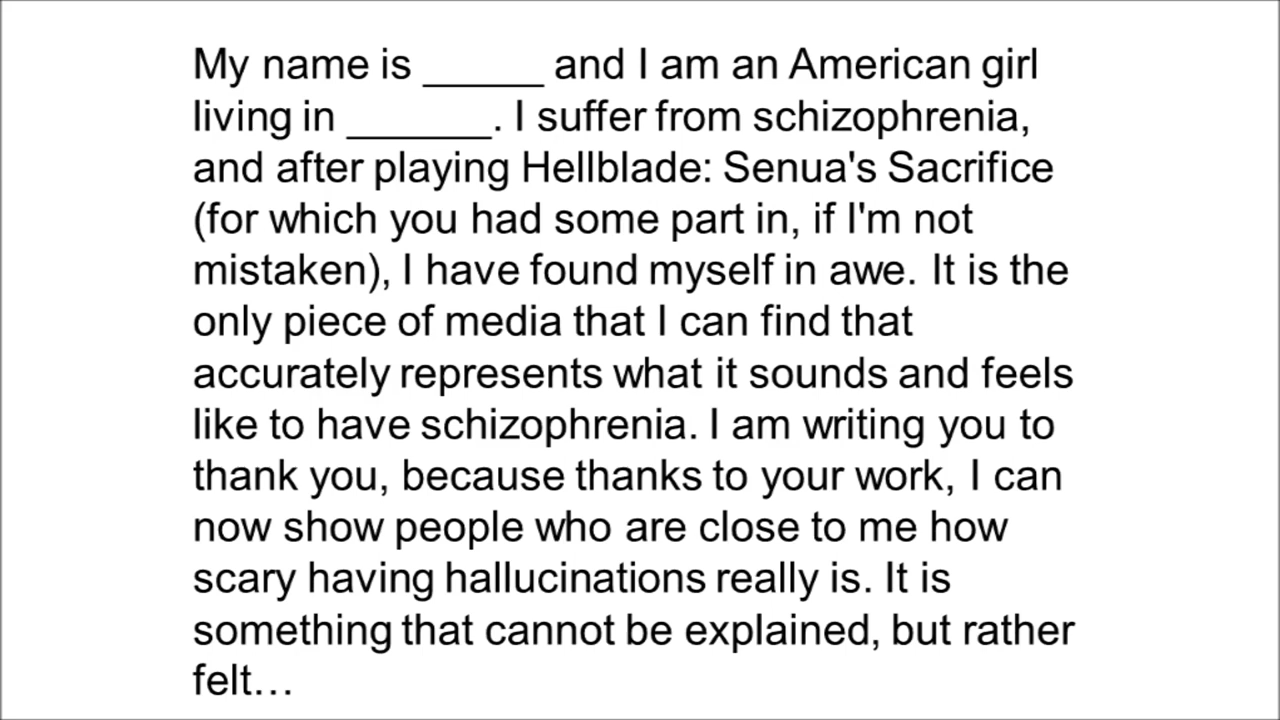 My name is _____ and I am an American girl
living in ______. I suffer from schizophrenia,
and after playing Hellblade: Senua's Sacrifice
(for which you had some part in, if I'm not
mistaken), I have found myself in awe. It is the
only piece of media that I can find that
accurately represents what it sounds and feels
like to have schizophrenia. I am writing you to
thank you, because thanks to your work, I can
now show people who are close to me how
scary having hallucinations really is. It is
something that cannot be explained, but rather
felt…